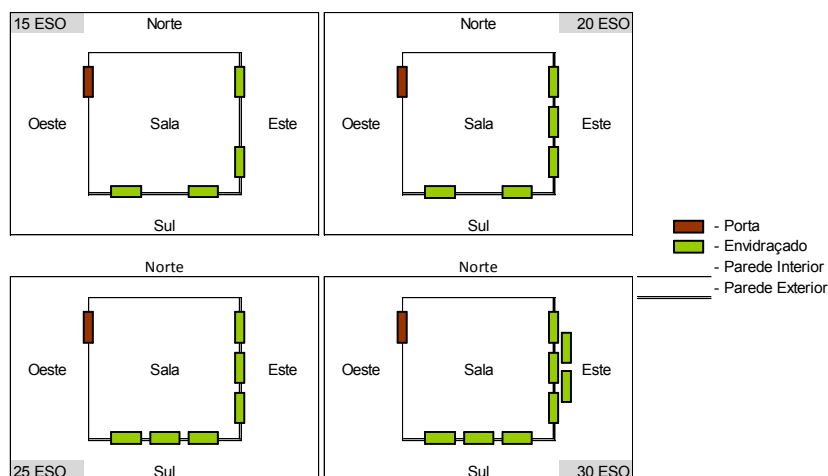 15 ESO
Norte
Oeste
Sala
Este
Sul
Norte
20 ESO
Oeste
Sala
Este
Sul
- Porta
- Envidraçado
- Parede Interior
- Parede Exterior
Norte
Oeste
Sala
Este
25 ESO
Sul
Norte
Oeste
Sala
Este
Sul
30 ESO